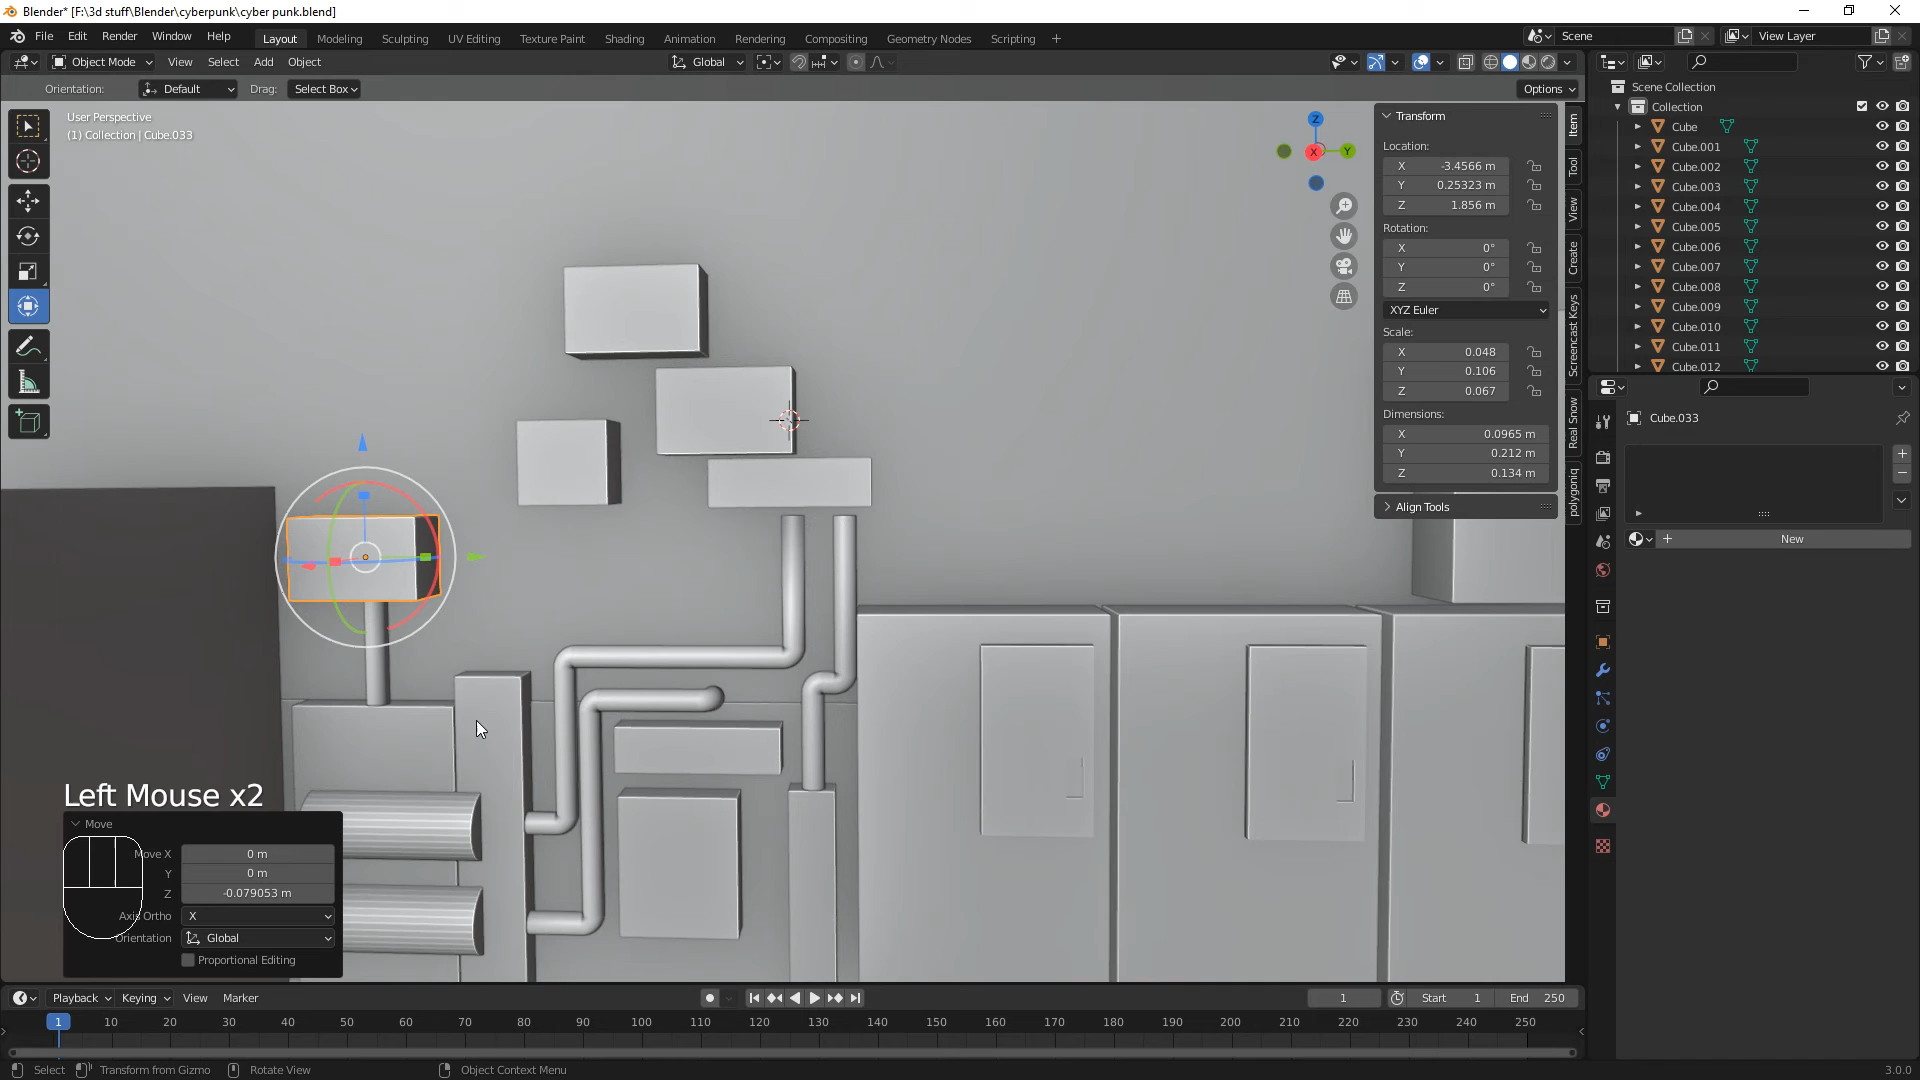 Blender* [F:\3d stuff\Blender\cyberpunk\cyber punk.blend]
File Edit Render Window Help
Layout Modeling Sculpting UV Editing Texture Paint Shading Animation Rendering Compositing Geometry Nodes Scripting +
Scene View Layer
Object Mode View Select Add Object Global
Orientation: Default Drag: Select Box Options
User Perspective
(1) Collection | Cube.033
Z
Y
X
Transform
Location:
X -3.4566 m
Y 0.25323 m
Z 1.856 m
Rotation:
X 0°
Y 0°
Z 0°
XYZ Euler
Scale:
X 0.048
Y 0.106
Z 0.067
Dimensions:
X 0.0965 m
Y 0.212 m
Z 0.134 m
Align Tools
Item
Tool
View
Create
Screencast Keys
Real Snow
polygoniq
Scene Collection
Collection
Cube
Cube.001
Cube.002
Cube.003
Cube.004
Cube.005
Cube.006
Cube.007
Cube.008
Cube.009
Cube.010
Cube.011
Cube.012
Cube.033
New
Left Mouse x2
Move
Move X 0 m
Y 0 m
Z -0.079053 m
Axis Ortho X
Orientation Global
Proportional Editing
Playback Keying View Marker
1 Start 1 End 250
1 10 20 30 40 50 60 70 80 90 100 110 120 130 140 150 160 170 180 190 200 210 220 230 240 250
Select Transform from Gizmo Rotate View Object Context Menu 3.0.0